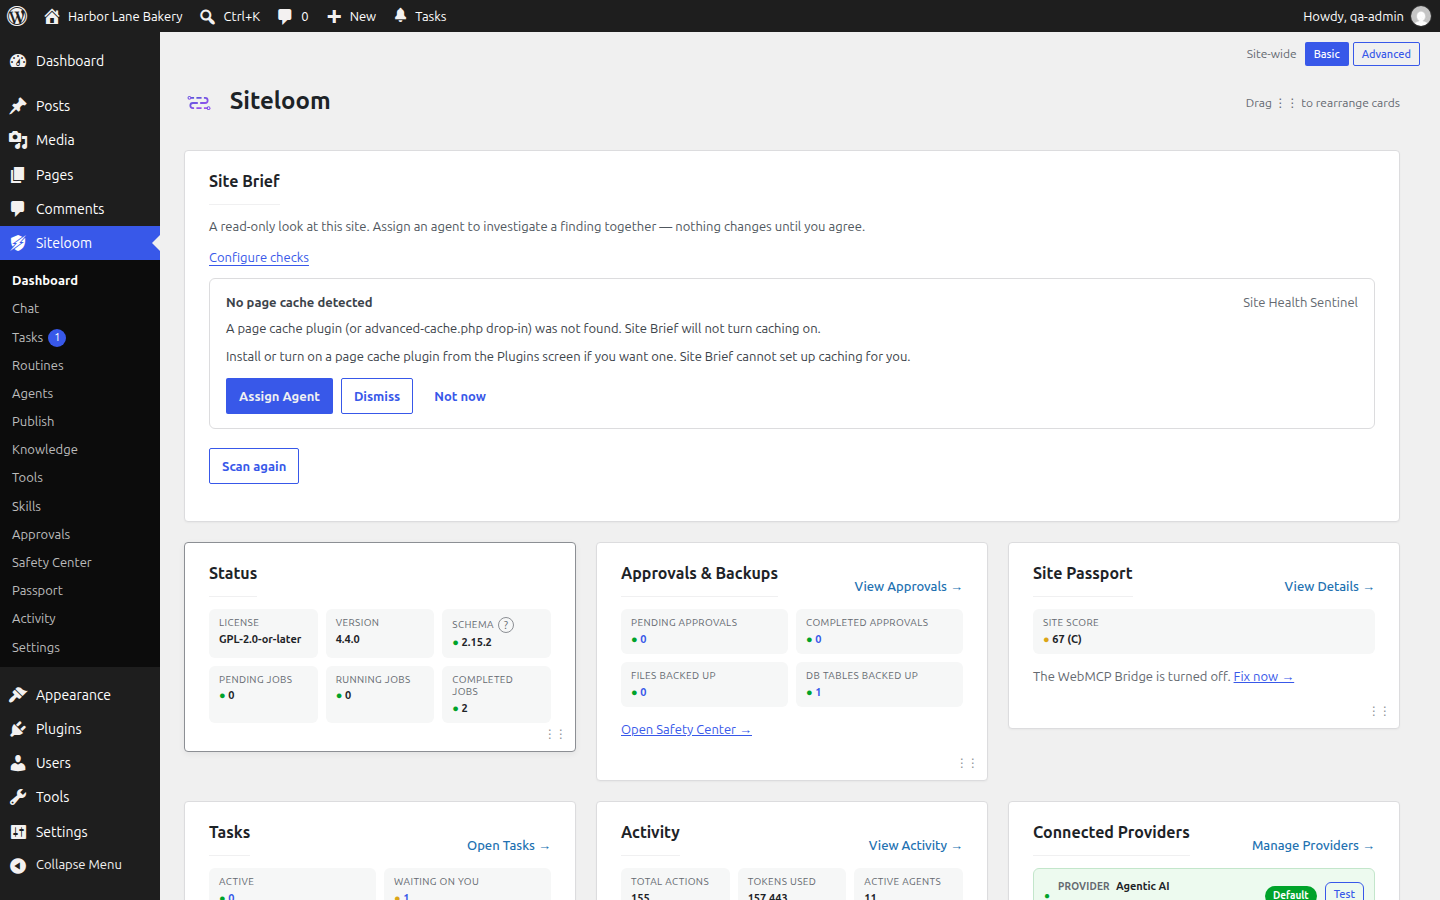 Harbor Lane Bakery Ctrl+K 0 New Tasks Howdy, qa-admin
Dashboard
Posts
Media
Pages
Comments
Siteloom
Dashboard
Chat
Tasks 1
Routines
Agents
Publish
Knowledge
Tools
Skills
Approvals
Safety Center
Passport
Activity
Settings
Appearance
Plugins
Users
Tools
Settings
Collapse Menu
Site-wide Basic Advanced
Siteloom
Drag ⋮⋮ to rearrange cards
Site Brief
A read-only look at this site. Assign an agent to investigate a finding together — nothing changes until you agree.
Configure checks
No page cache detected Site Health Sentinel
A page cache plugin (or advanced-cache.php drop-in) was not found. Site Brief will not turn caching on.
Install or turn on a page cache plugin from the Plugins screen if you want one. Site Brief cannot set up caching for you.
Assign Agent Dismiss Not now
Scan again
Status
LICENSE
GPL-2.0-or-later
VERSION
4.4.0
SCHEMA ?
● 2.15.2
PENDING JOBS
● 0
RUNNING JOBS
● 0
COMPLETED
JOBS
● 2
Approvals & Backups
View Approvals →
PENDING APPROVALS
● 0
COMPLETED APPROVALS
● 0
FILES BACKED UP
● 0
DB TABLES BACKED UP
● 1
Open Safety Center →
Site Passport
View Details →
SITE SCORE
● 67 (C)
The WebMCP Bridge is turned off. Fix now →
Tasks
Open Tasks →
ACTIVE
● 0
WAITING ON YOU
● 1
Activity
View Activity →
TOTAL ACTIONS
155
TOKENS USED
157,443
ACTIVE AGENTS
11
Connected Providers
Manage Providers →
● PROVIDER Agentic AI
Default Test